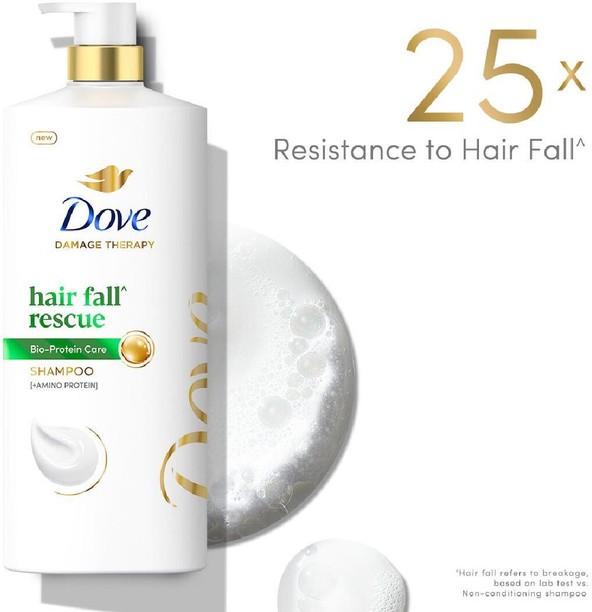 25x
Resistance to Hair Fall^
new
Dove
DAMAGE THERAPY
hair fall^
rescue
Bio-Protein Care
SHAMPOO
[+AMINO PROTEIN]
Dove
^Hair fall refers to breakage,
based on lab test vs.
Non-conditioning shampoo